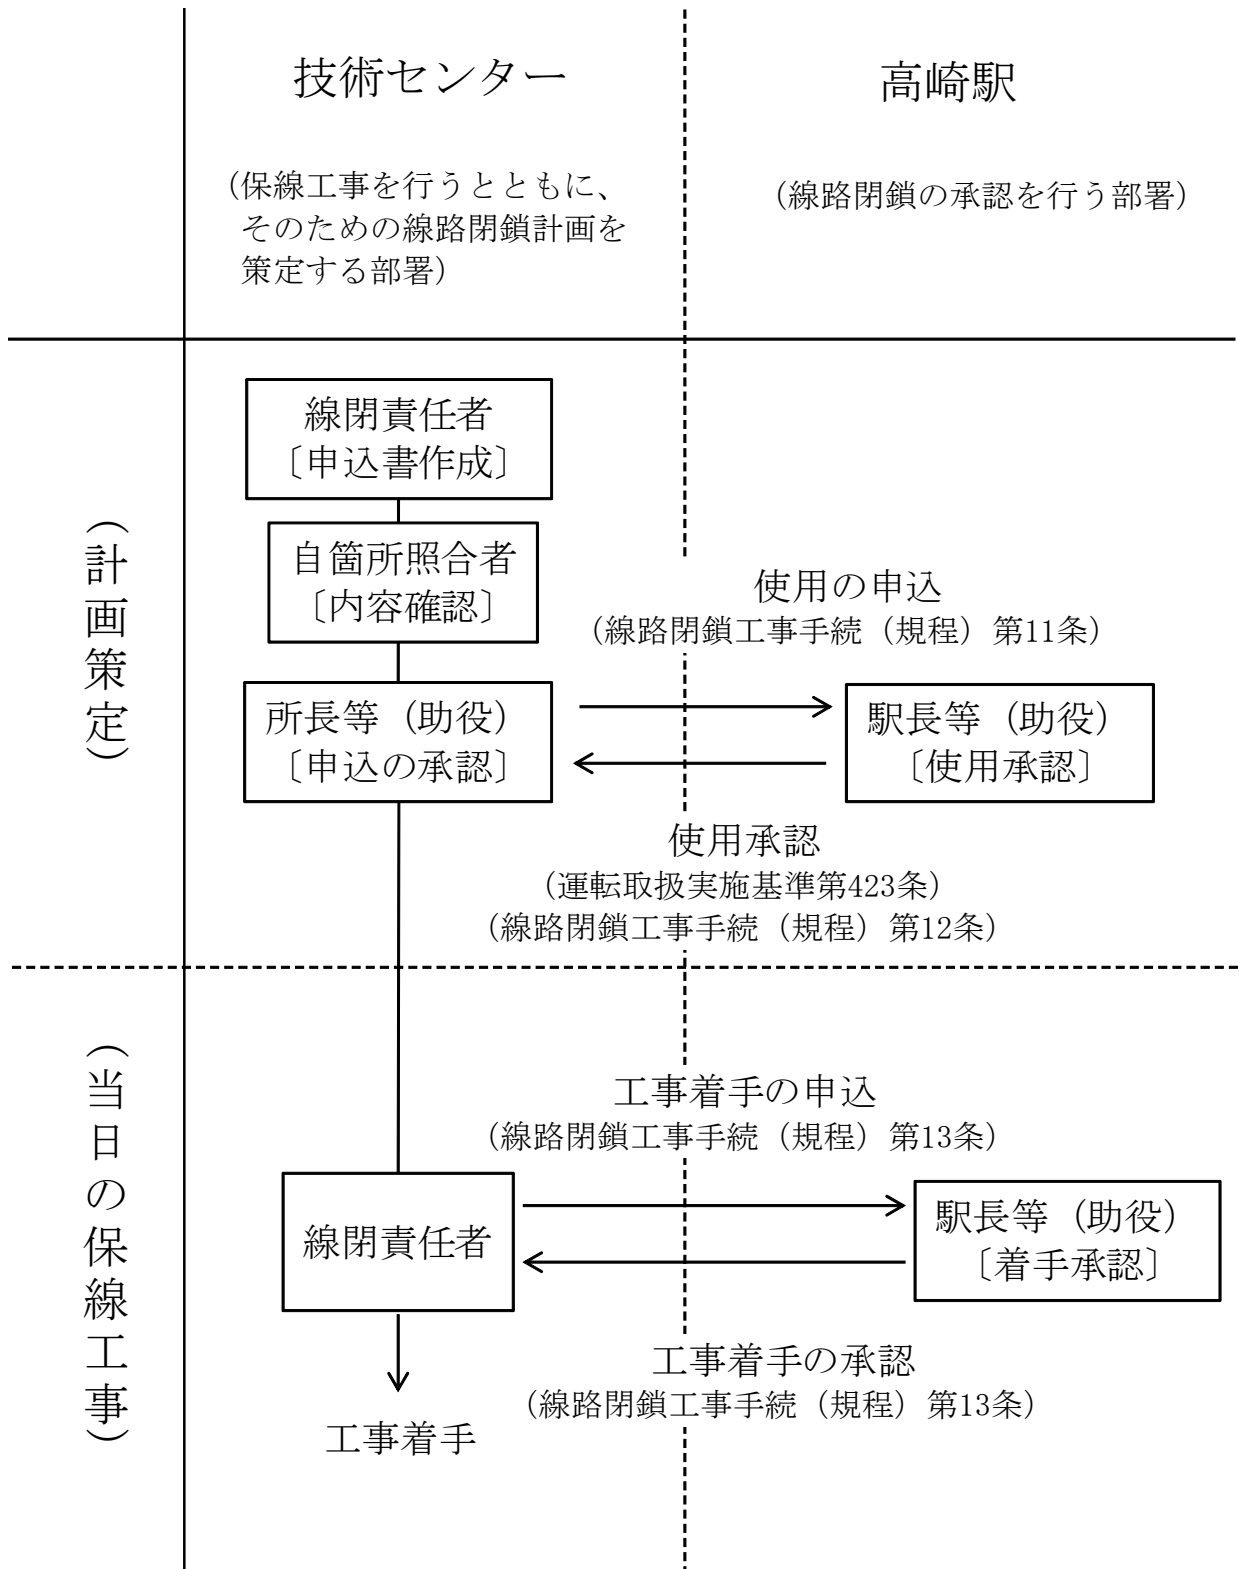 技術センター
高崎駅
（保線工事を行うとともに、
そのための線路閉鎖計画を
策定する部署）
（線路閉鎖の承認を行う部署）
（計画策定）
線閉責任者
〔申込書作成〕
自箇所照合者
〔内容確認〕
使用の申込
（線路閉鎖工事手続（規程）第11条）
所長等（助役）
〔申込の承認〕
駅長等（助役）
〔使用承認〕
使用承認
（運転取扱実施基準第423条）
（線路閉鎖工事手続（規程）第12条）
（当日の保線工事）
工事着手の申込
（線路閉鎖工事手続（規程）第13条）
線閉責任者
駅長等（助役）
〔着手承認〕
工事着手の承認
（線路閉鎖工事手続（規程）第13条）
工事着手